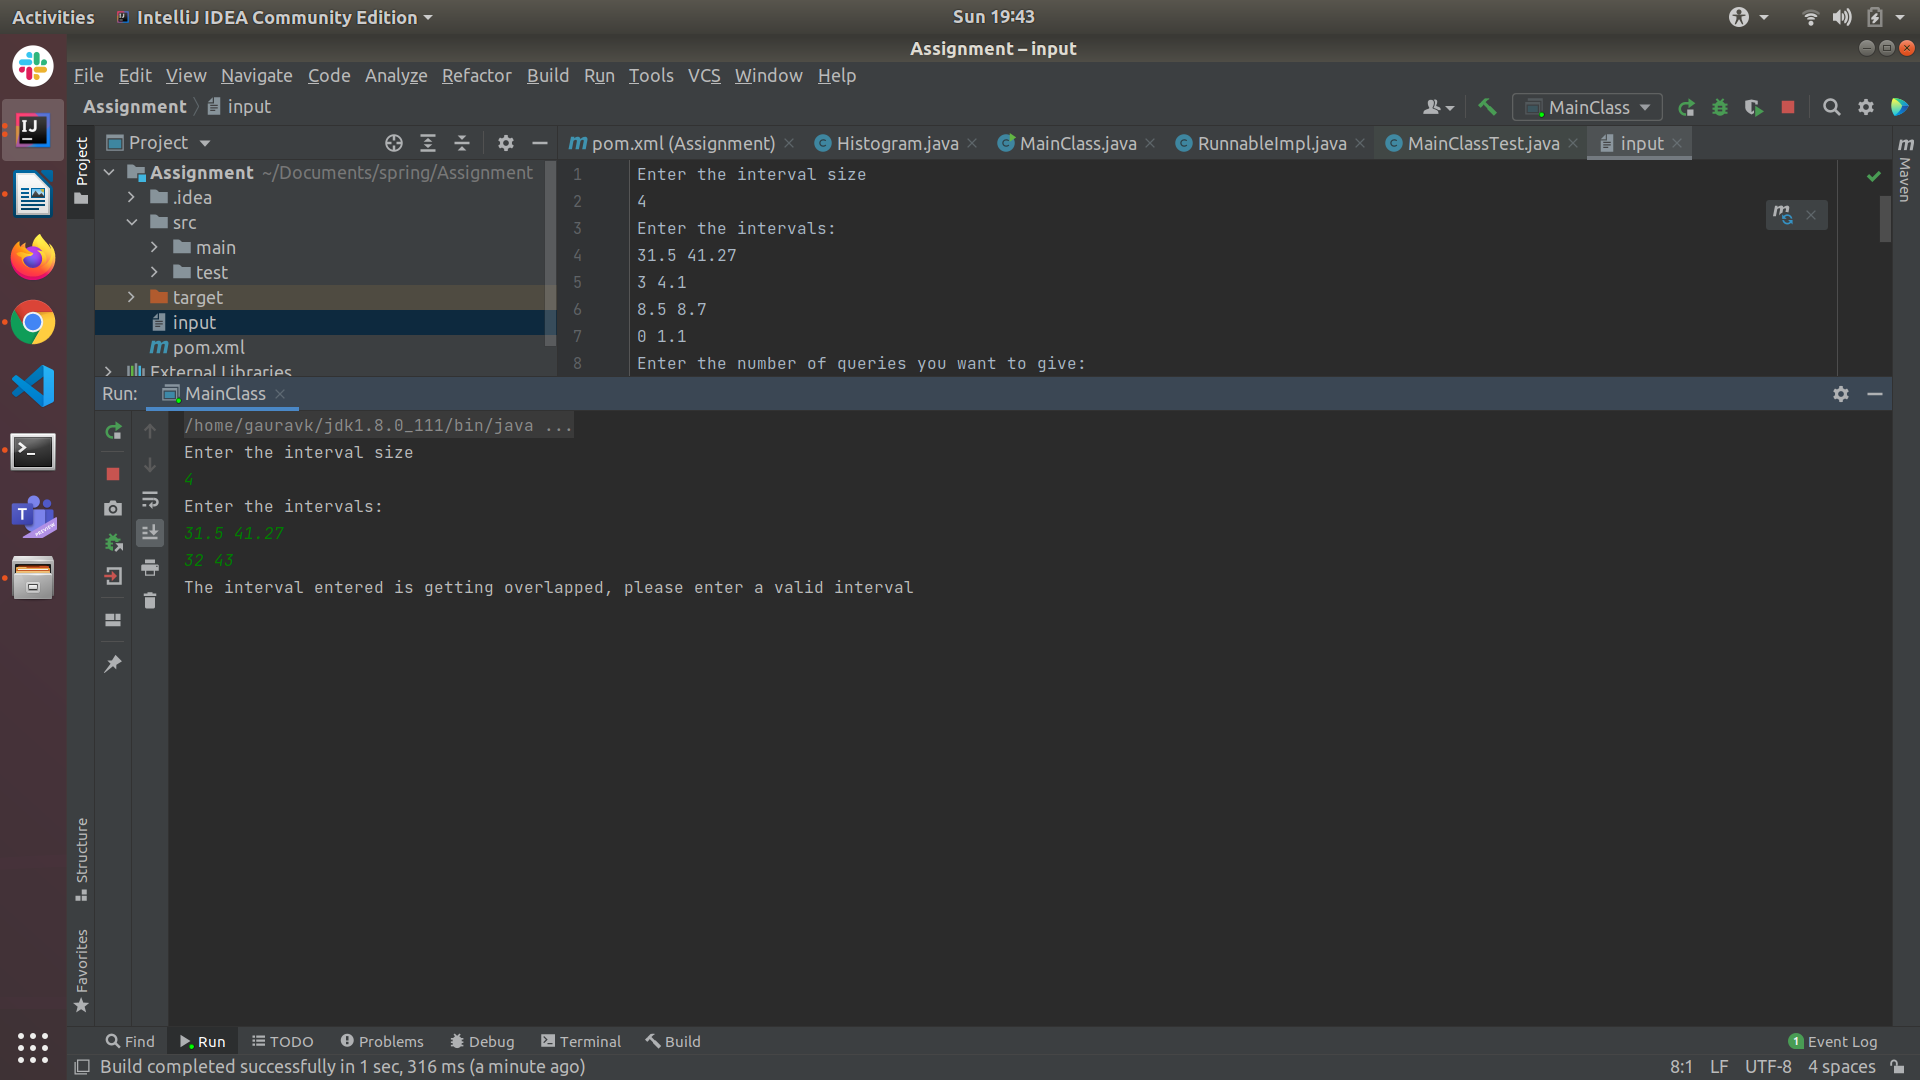 Activities IntelliJ IDEA Community Edition Sun 19:43
Assignment – input
File Edit View Navigate Code Analyze Refactor Build Run Tools VCS Window Help
Assignment input MainClass
Project pom.xml (Assignment) Histogram.java MainClass.java RunnableImpl.java MainClassTest.java input
Project
Maven
Assignment ~/Documents/spring/Assignment
.idea
src
main
test
target
input
pom.xml
External Libraries
1 Enter the interval size
2 4
3 Enter the intervals:
4 31.5 41.27
5 3 4.1
6 8.5 8.7
7 0 1.1
8 Enter the number of queries you want to give:
Run: MainClass
/home/gauravk/jdk1.8.0_111/bin/java ...
Enter the interval size
4
Enter the intervals:
31.5 41.27
32 43
The interval entered is getting overlapped, please enter a valid interval
Structure
Favorites
Find Run TODO Problems Debug Terminal Build 1 Event Log
Build completed successfully in 1 sec, 316 ms (a minute ago) 8:1 LF UTF-8 4 spaces